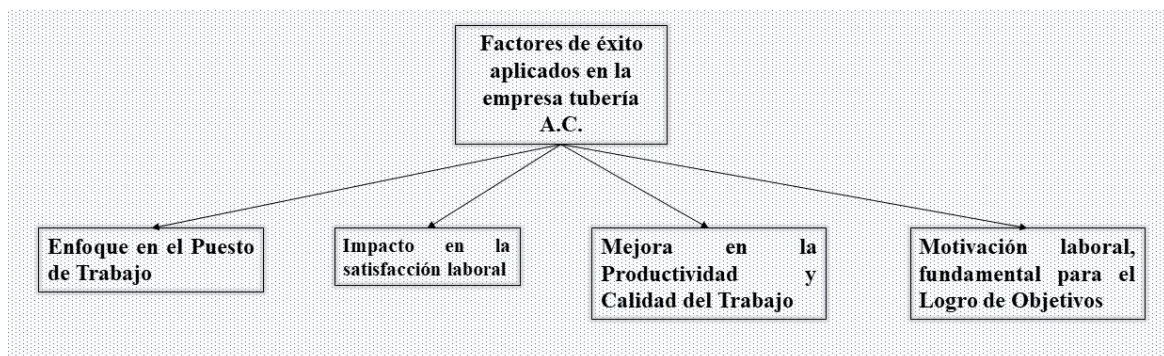 Factores de éxito
aplicados en la
empresa tubería
A.C.
Enfoque en el Puesto
de Trabajo
Impacto en la
satisfacción laboral
Mejora en la
Productividad y
Calidad del Trabajo
Motivación laboral,
fundamental para el
Logro de Objetivos